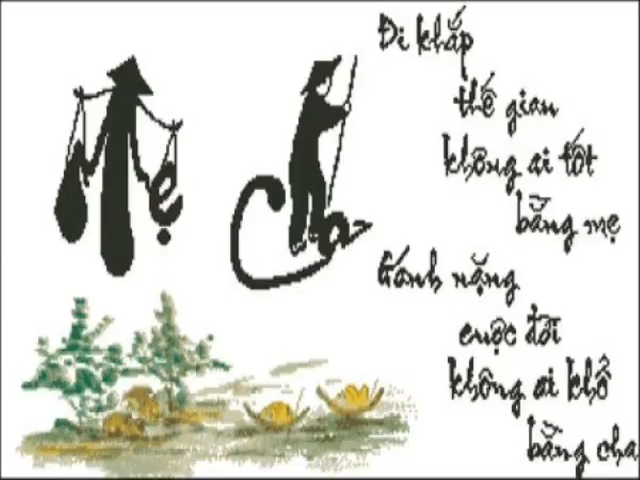 Mẹ Cha
Đi khắp
thế gian
không ai tốt
bằng mẹ
Gánh nặng
cuộc đời
không ai khổ
bằng cha